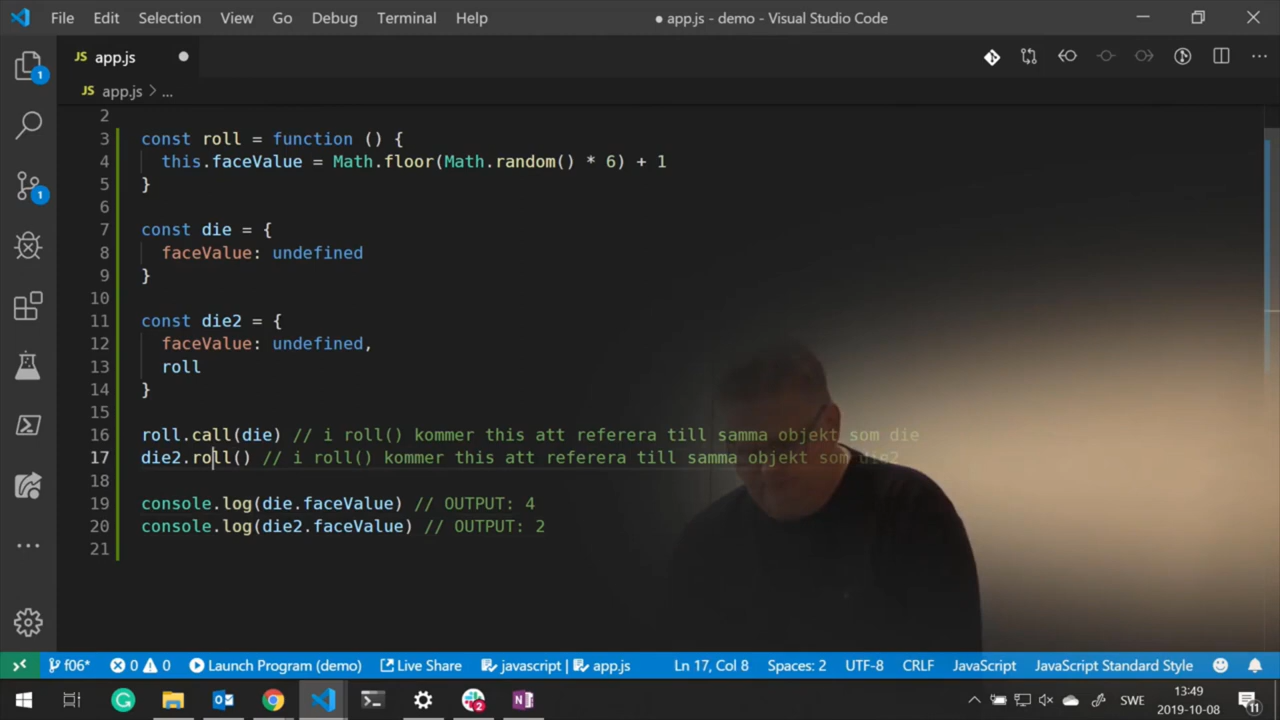 File Edit Selection View Go Debug Terminal Help ● app.js - demo - Visual Studio Code
JS app.js ●
JS app.js > ...
1
2
3 const roll = function () {
4 this.faceValue = Math.floor(Math.random() * 6) + 1
5 }
6
7 const die = {
8 faceValue: undefined
9 }
10
11 const die2 = {
12 faceValue: undefined,
13 roll
14 }
15
1
16 roll.call(die) // i roll() kommer this att referera till samma objekt som die
17 die2.roll() // i roll() kommer this att referera till samma objekt som die2
18
19 console.log(die.faceValue) // OUTPUT: 4
20 console.log(die2.faceValue) // OUTPUT: 2
21
f06* 0 0 Launch Program (demo) Live Share javascript | app.js Ln 17, Col 8 Spaces: 2 UTF-8 CRLF JavaScript JavaScript Standard Style
2 SWE 13:49
2019-10-08 11